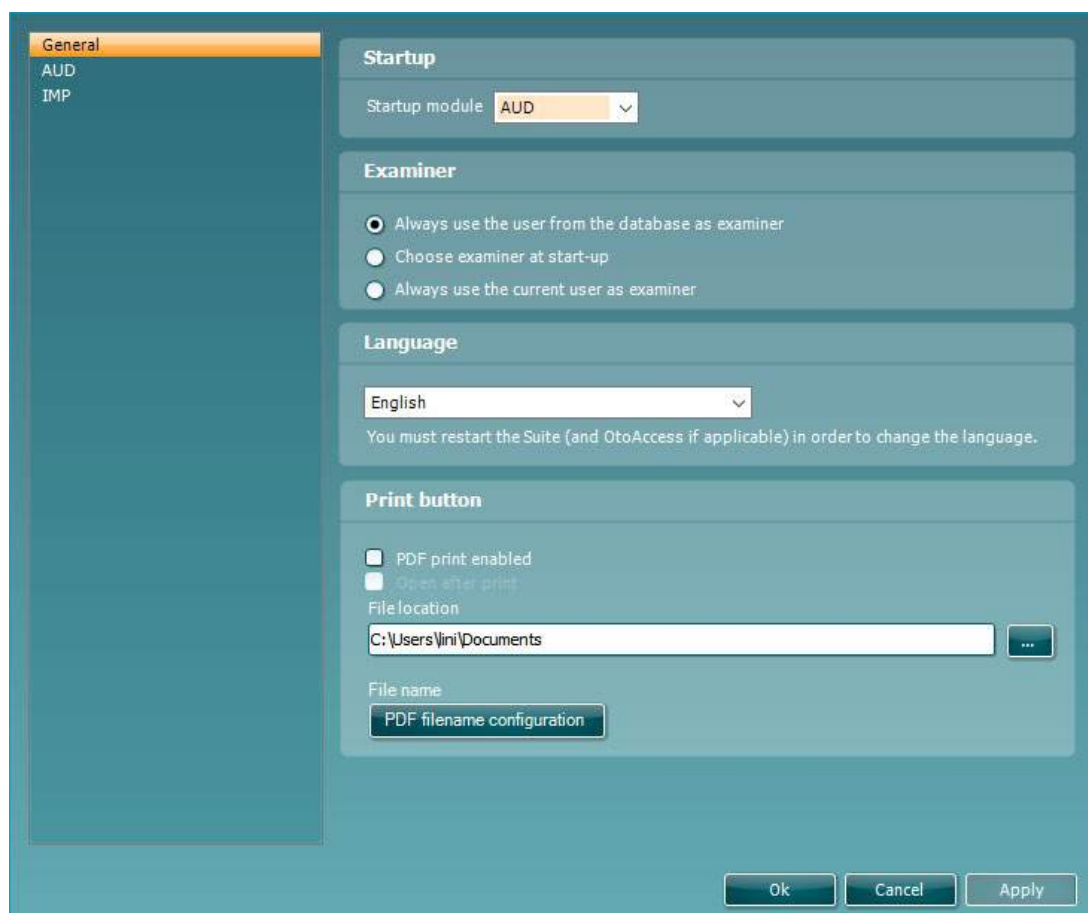 General
AUD
IMP
Startup
Startup module AUD
Examiner
Always use the user from the database as examiner
Choose examiner at start-up
Always use the current user as examiner
Language
English
You must restart the Suite (and OtoAccess if applicable) in order to change the language.
Print button
PDF print enabled
Open after print
File location
C:\Users\lini\Documents
...
File name
PDF filename configuration
Ok Cancel Apply